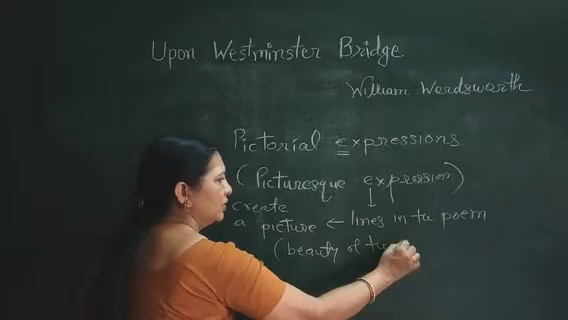 Upon Westminster Bridge
William Wordsworth
Pictorial expressions
(Picturesque expression)
create
a picture ← lines in the poem
(beauty of